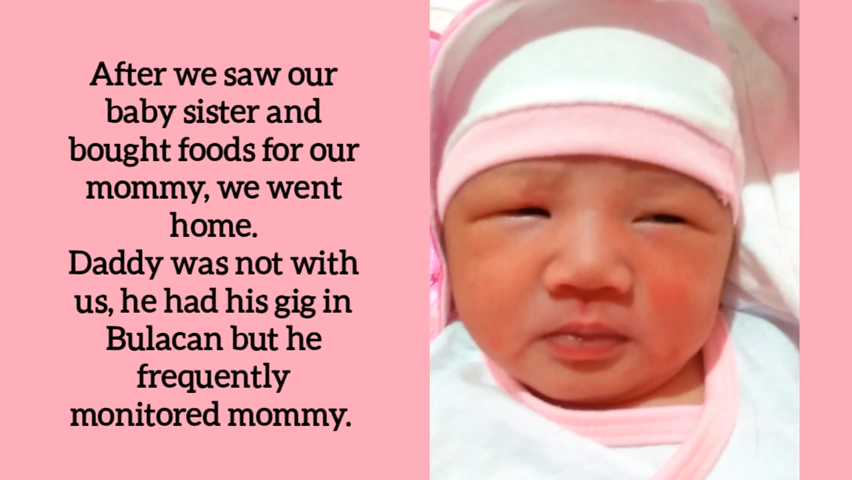 After we saw our
baby sister and
bought foods for our
mommy, we went
home.
Daddy was not with
us, he had his gig in
Bulacan but he
frequently
monitored mommy.